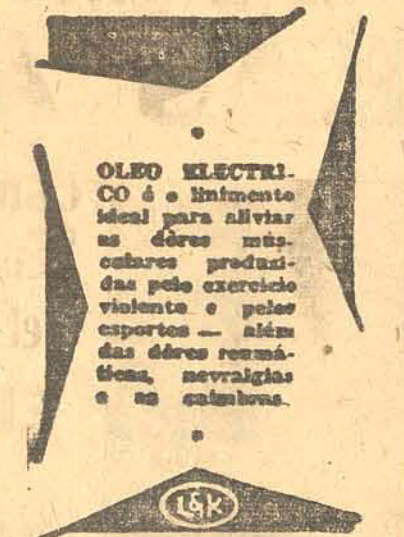 OLEO ELECTRI-
CO é o linimento
ideal para alliviar
as dôres mús-
culares produzi-
das pelo exercicio
violento e pelos
esportes — além
das dôres reumá-
ticas, nevralgias
e as caimbras.
L&K